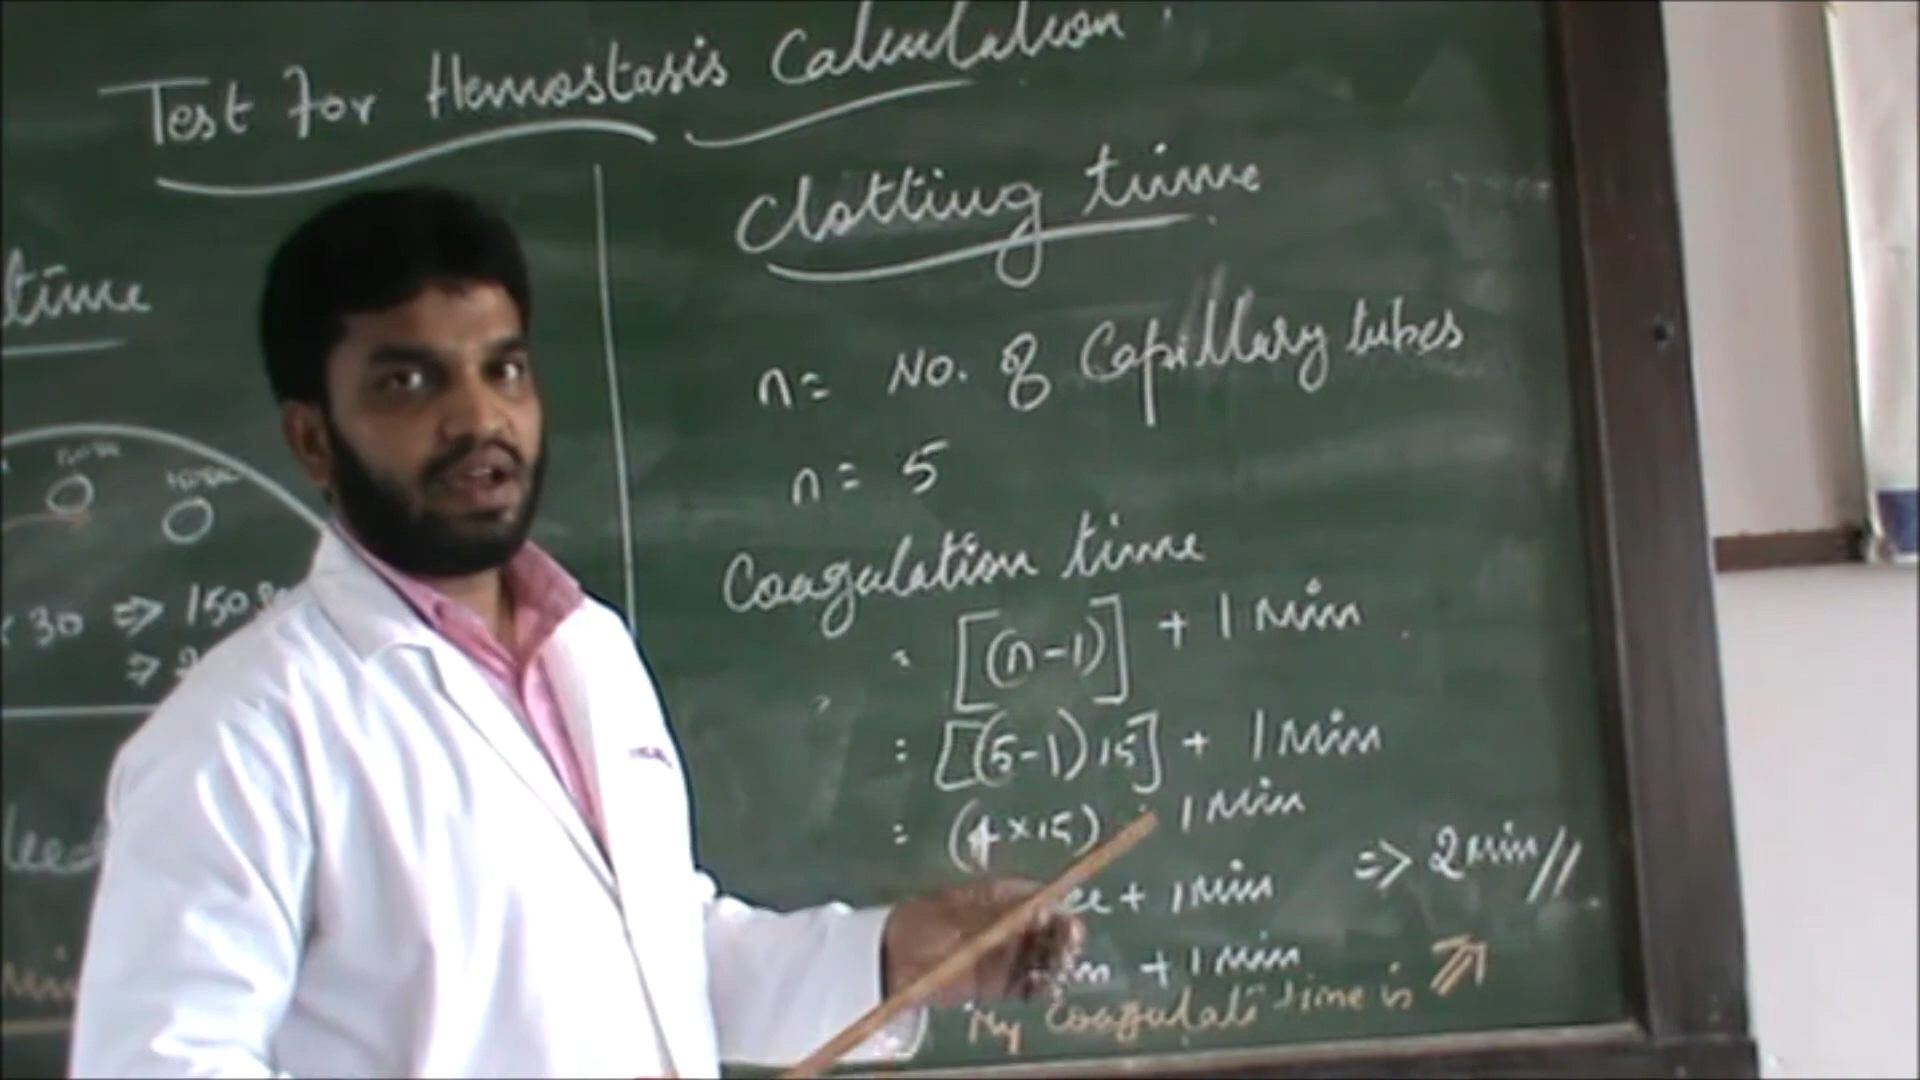 Test For Hemostasis Calculation
time
x 30 => 150
=>
Clotting time
n = No. of Capillary tubes
n = 5
Coagulation time
= [(n-1)] + 1 Min
= [(5-1)15] + 1 Min
= (4×15) 1 Min
+ 1 Min => 2 Min //
+ 1 Min
My Coagulati time is